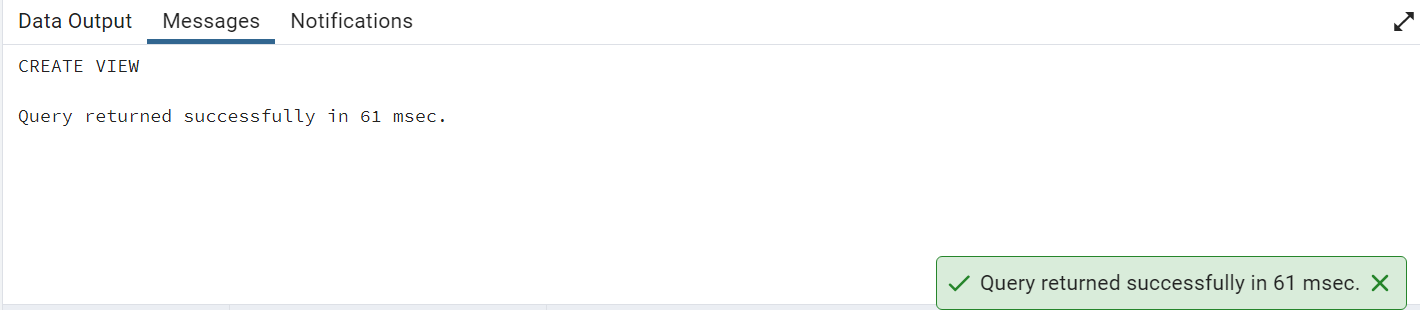 Data Output Messages Notifications
CREATE VIEW
Query returned successfully in 61 msec.
Query returned successfully in 61 msec.